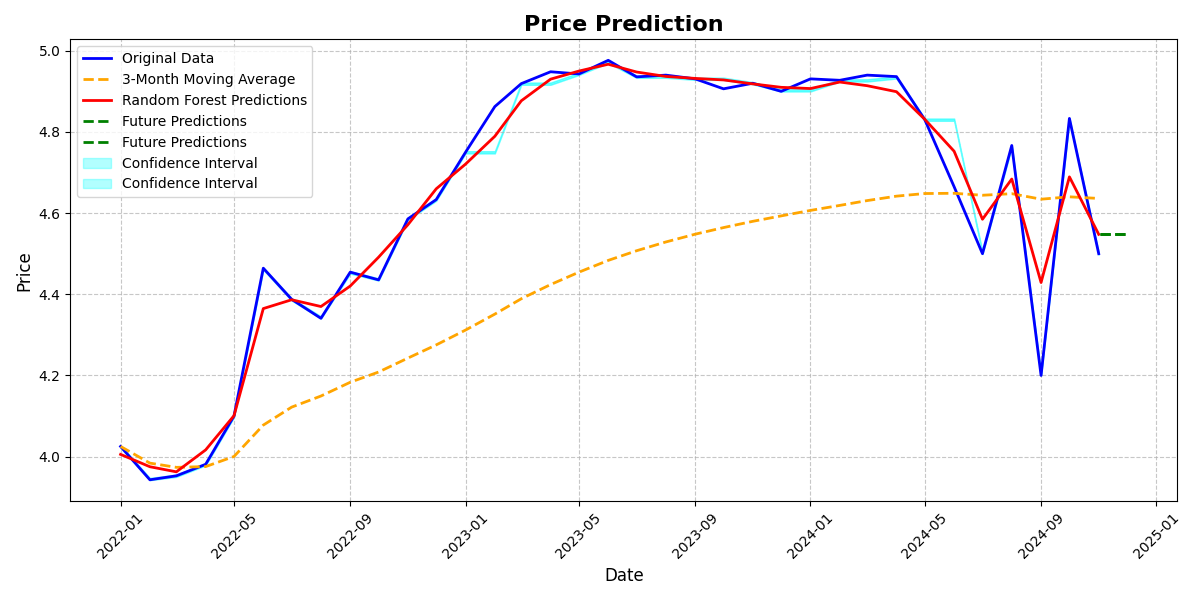 Price Prediction
Original Data
3-Month Moving Average
Random Forest Predictions
Future Predictions
Future Predictions
Confidence Interval
Confidence Interval
Price
5.0
4.8
4.6
4.4
4.2
4.0
2022-01
2022-05
2022-09
2023-01
2023-05
2023-09
2024-01
2024-05
2024-09
2025-01
Date